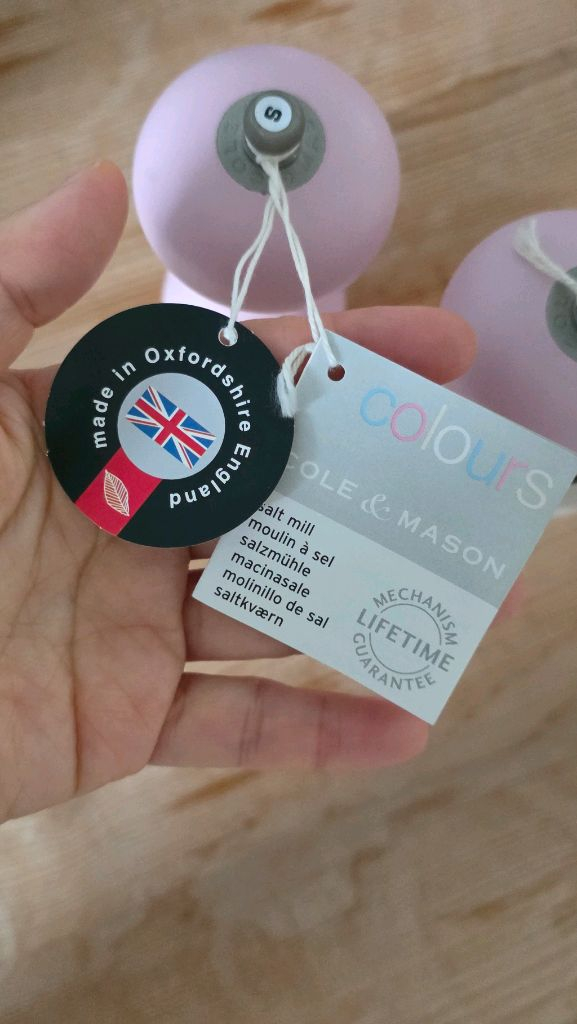 S
made in Oxfordshire England
colours
COLE & MASON
salt mill
moulin à sel
salzmühle
macinasale
molinillo de sal
saltkværn
MECHANISM
LIFETIME
GUARANTEE